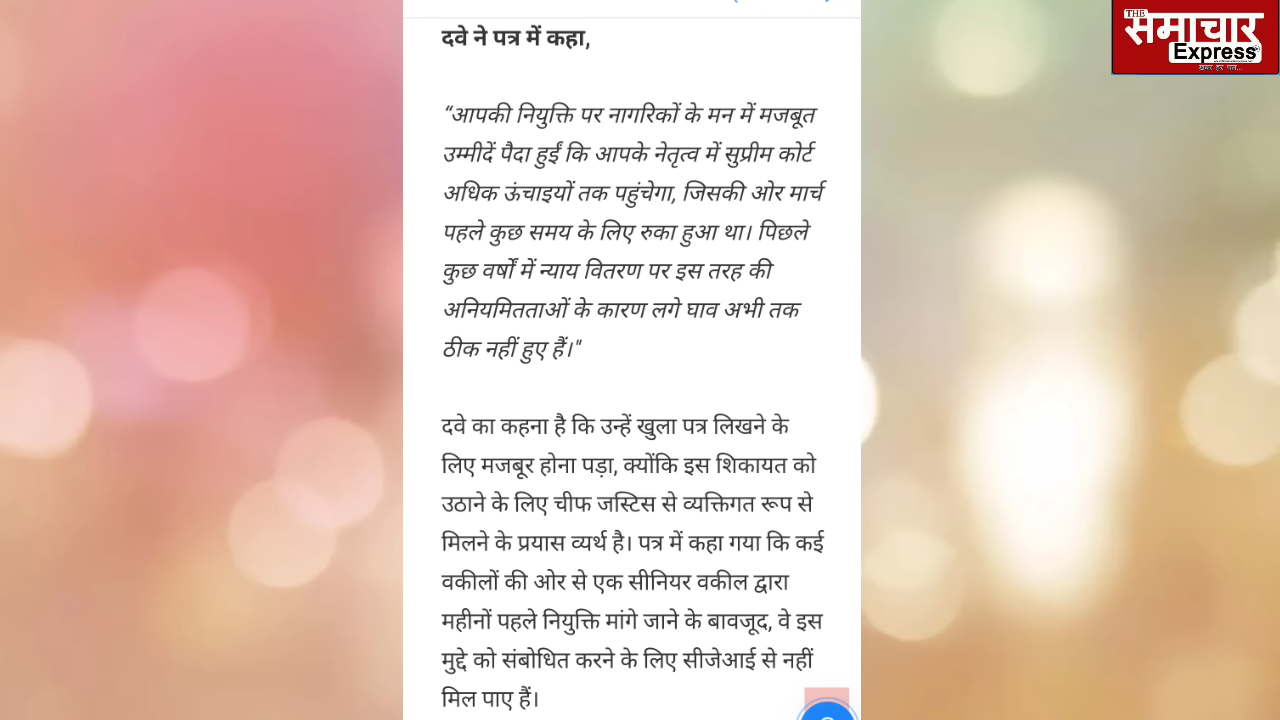 THE
समाचार
Express
दवे ने पत्र में कहा,
“आपकी नियुक्ति पर नागरिकों के मन में मजबूत
उम्मीदें पैदा हुईं कि आपके नेतृत्व में सुप्रीम कोर्ट
अधिक ऊंचाइयों तक पहुंचेगा, जिसकी ओर मार्च
पहले कुछ समय के लिए रुका हुआ था। पिछले
कुछ वर्षों में न्याय वितरण पर इस तरह की
अनियमितताओं के कारण लगे घाव अभी तक
ठीक नहीं हुए हैं।"
दवे का कहना है कि उन्हें खुला पत्र लिखने के
लिए मजबूर होना पड़ा, क्योंकि इस शिकायत को
उठाने के लिए चीफ जस्टिस से व्यक्तिगत रूप से
मिलने के प्रयास व्यर्थ है। पत्र में कहा गया कि कई
वकीलों की ओर से एक सीनियर वकील द्वारा
महीनों पहले नियुक्ति मांगे जाने के बावजूद, वे इस
मुद्दे को संबोधित करने के लिए सीजेआई से नहीं
मिल पाए हैं।